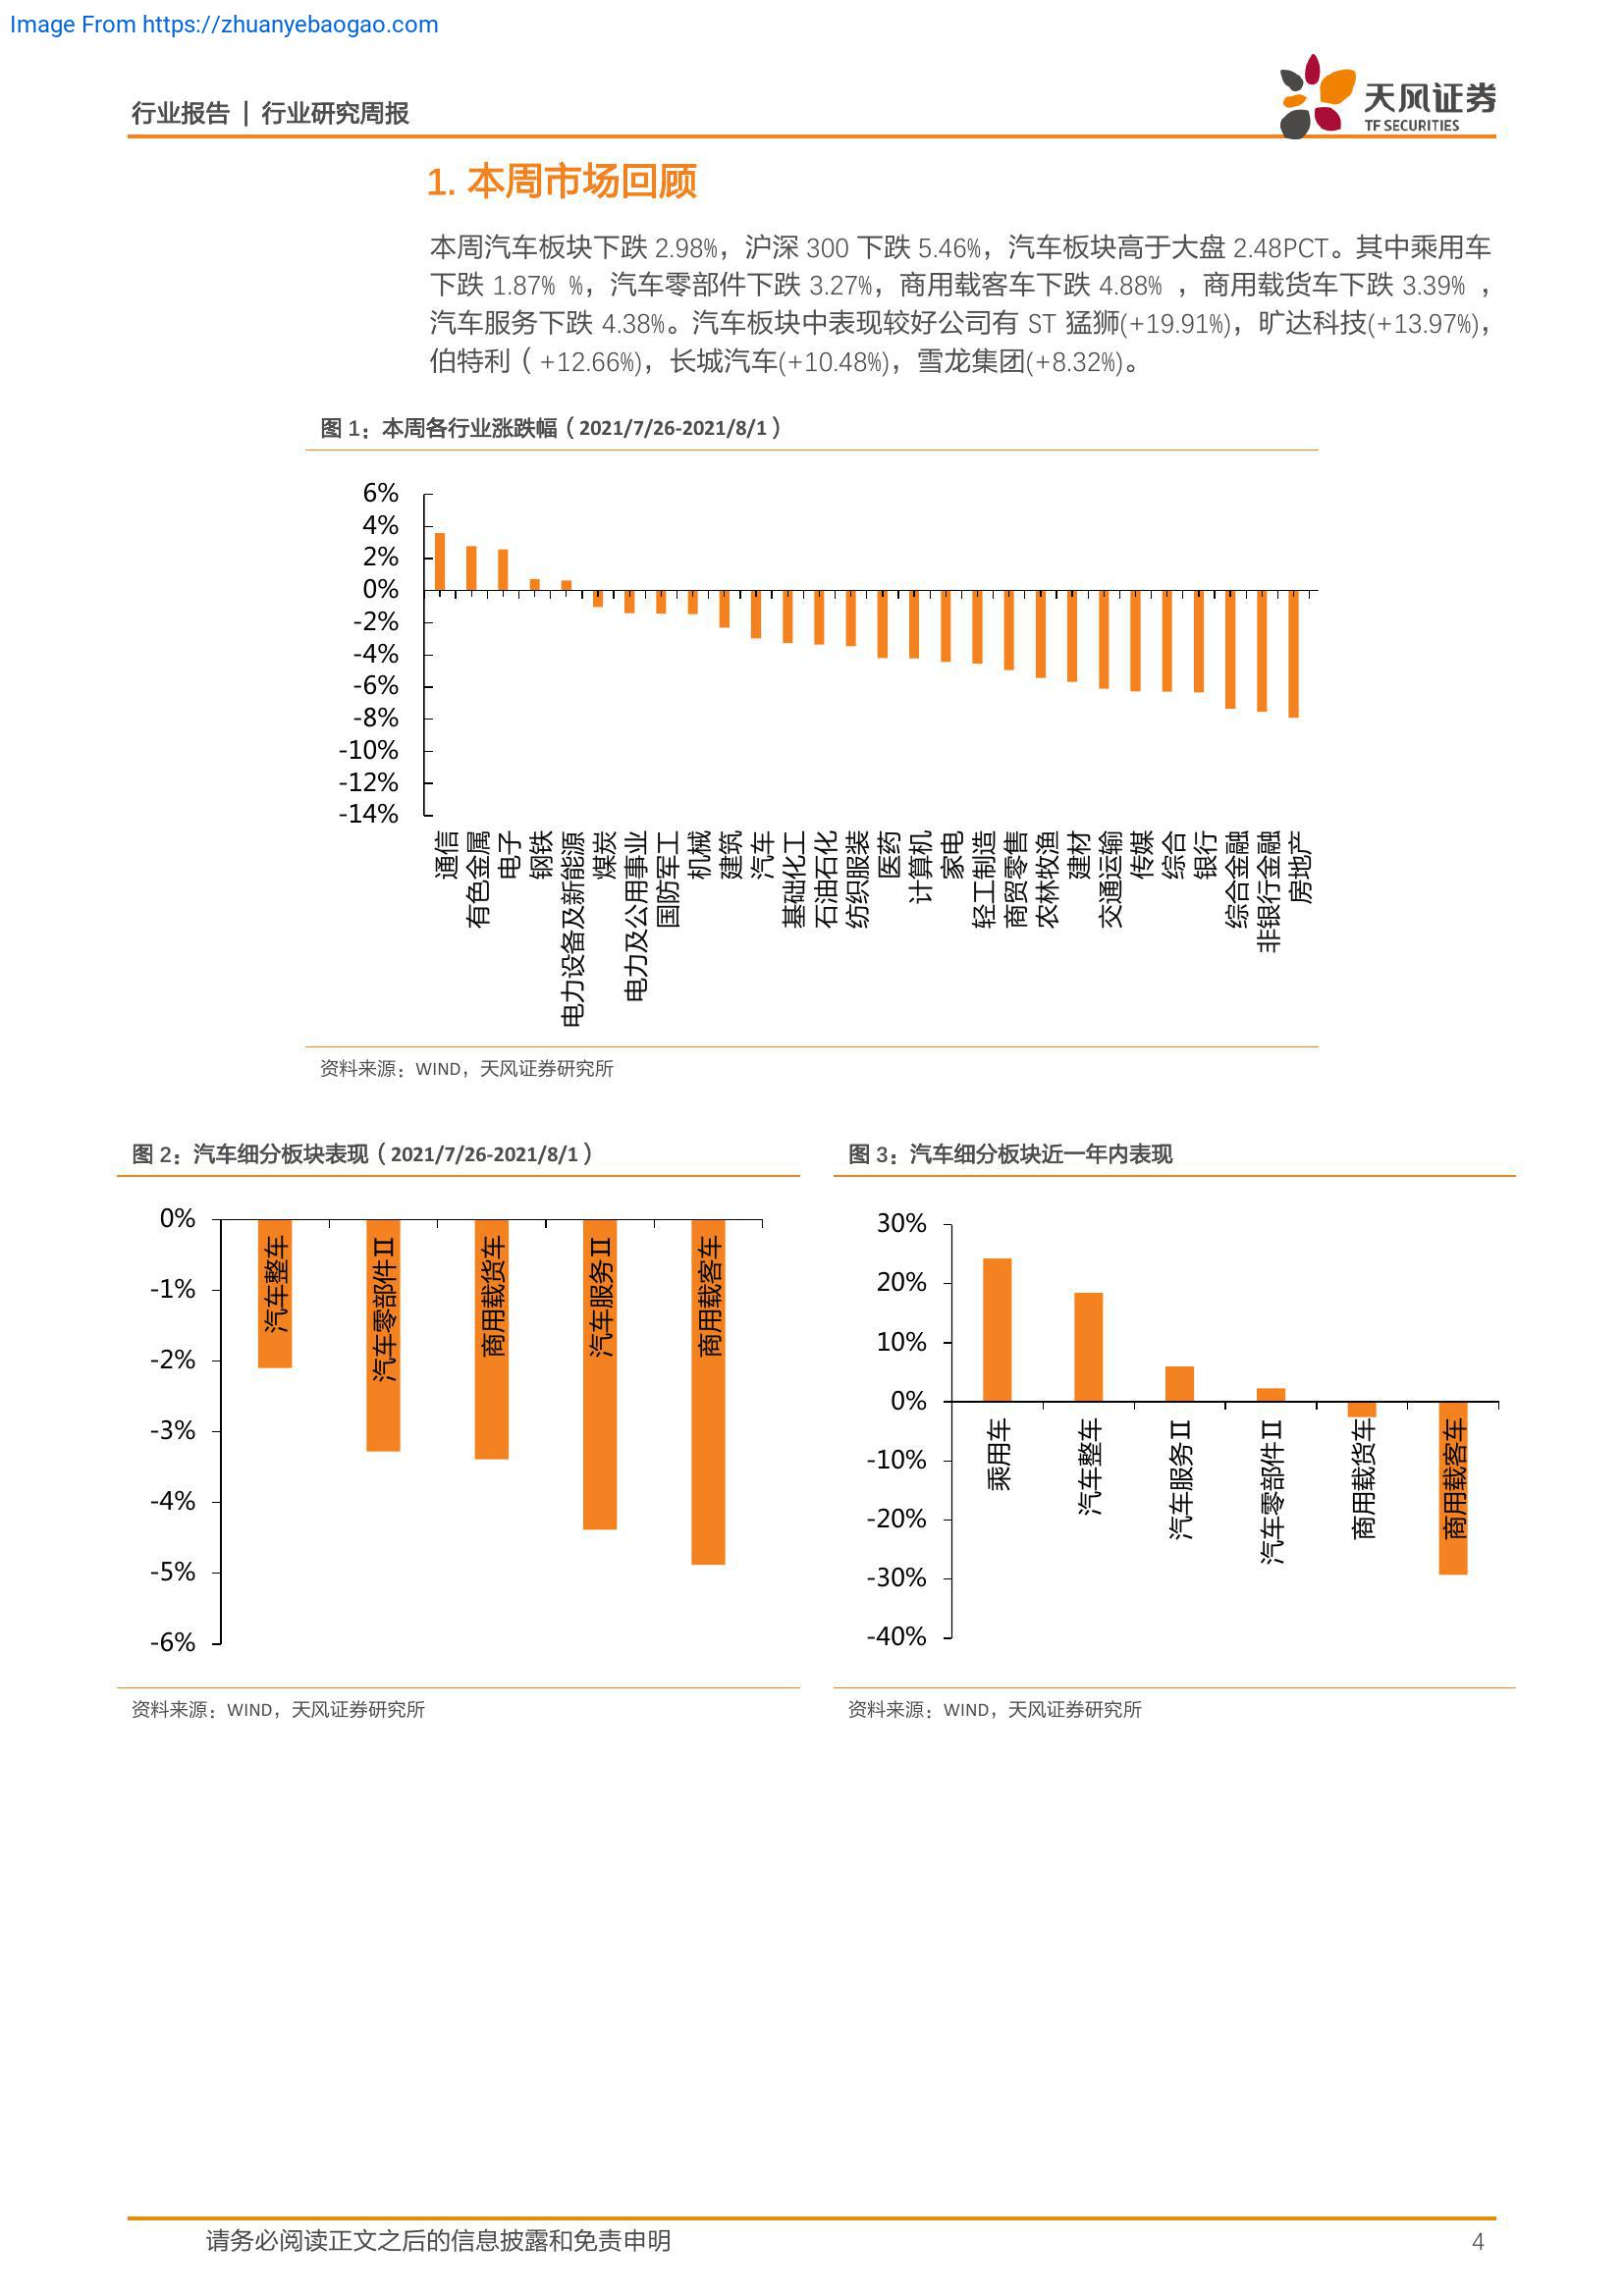 Image From https://zhuanyebaogao.com
行业报告 | 行业研究周报
天风证券
TF SECURITIES
1. 本周市场回顾
本周汽车板块下跌 2.98%，沪深 300 下跌 5.46%，汽车板块高于大盘 2.48PCT。其中乘用车
下跌 1.87% %，汽车零部件下跌 3.27%，商用载客车下跌 4.88% ，商用载货车下跌 3.39% ，
汽车服务下跌 4.38%。汽车板块中表现较好公司有 ST 猛狮(+19.91%)，旷达科技(+13.97%)，
伯特利（ +12.66%)，长城汽车(+10.48%)，雪龙集团(+8.32%)。
图 1：本周各行业涨跌幅（2021/7/26-2021/8/1）
6%
4%
2%
0%
-2%
-4%
-6%
-8%
-10%
-12%
-14%
通信
有色金属
电子
钢铁
电力设备及新能源
煤炭
电力及公用事业
国防军工
机械
建筑
汽车
基础化工
石油石化
纺织服装
医药
计算机
家电
轻工制造
商贸零售
农林牧渔
建材
交通运输
传媒
综合
银行
综合金融
非银行金融
房地产
资料来源：WIND，天风证券研究所
图 2：汽车细分板块表现（2021/7/26-2021/8/1）
0%
-1%
-2%
-3%
-4%
-5%
-6%
汽车整车
汽车零部件Ⅱ
商用载货车
汽车服务Ⅱ
商用载客车
资料来源：WIND，天风证券研究所
图 3：汽车细分板块近一年内表现
30%
20%
10%
0%
-10%
-20%
-30%
-40%
乘用车
汽车整车
汽车服务Ⅱ
汽车零部件Ⅱ
商用载货车
商用载客车
资料来源：WIND，天风证券研究所
请务必阅读正文之后的信息披露和免责申明
4